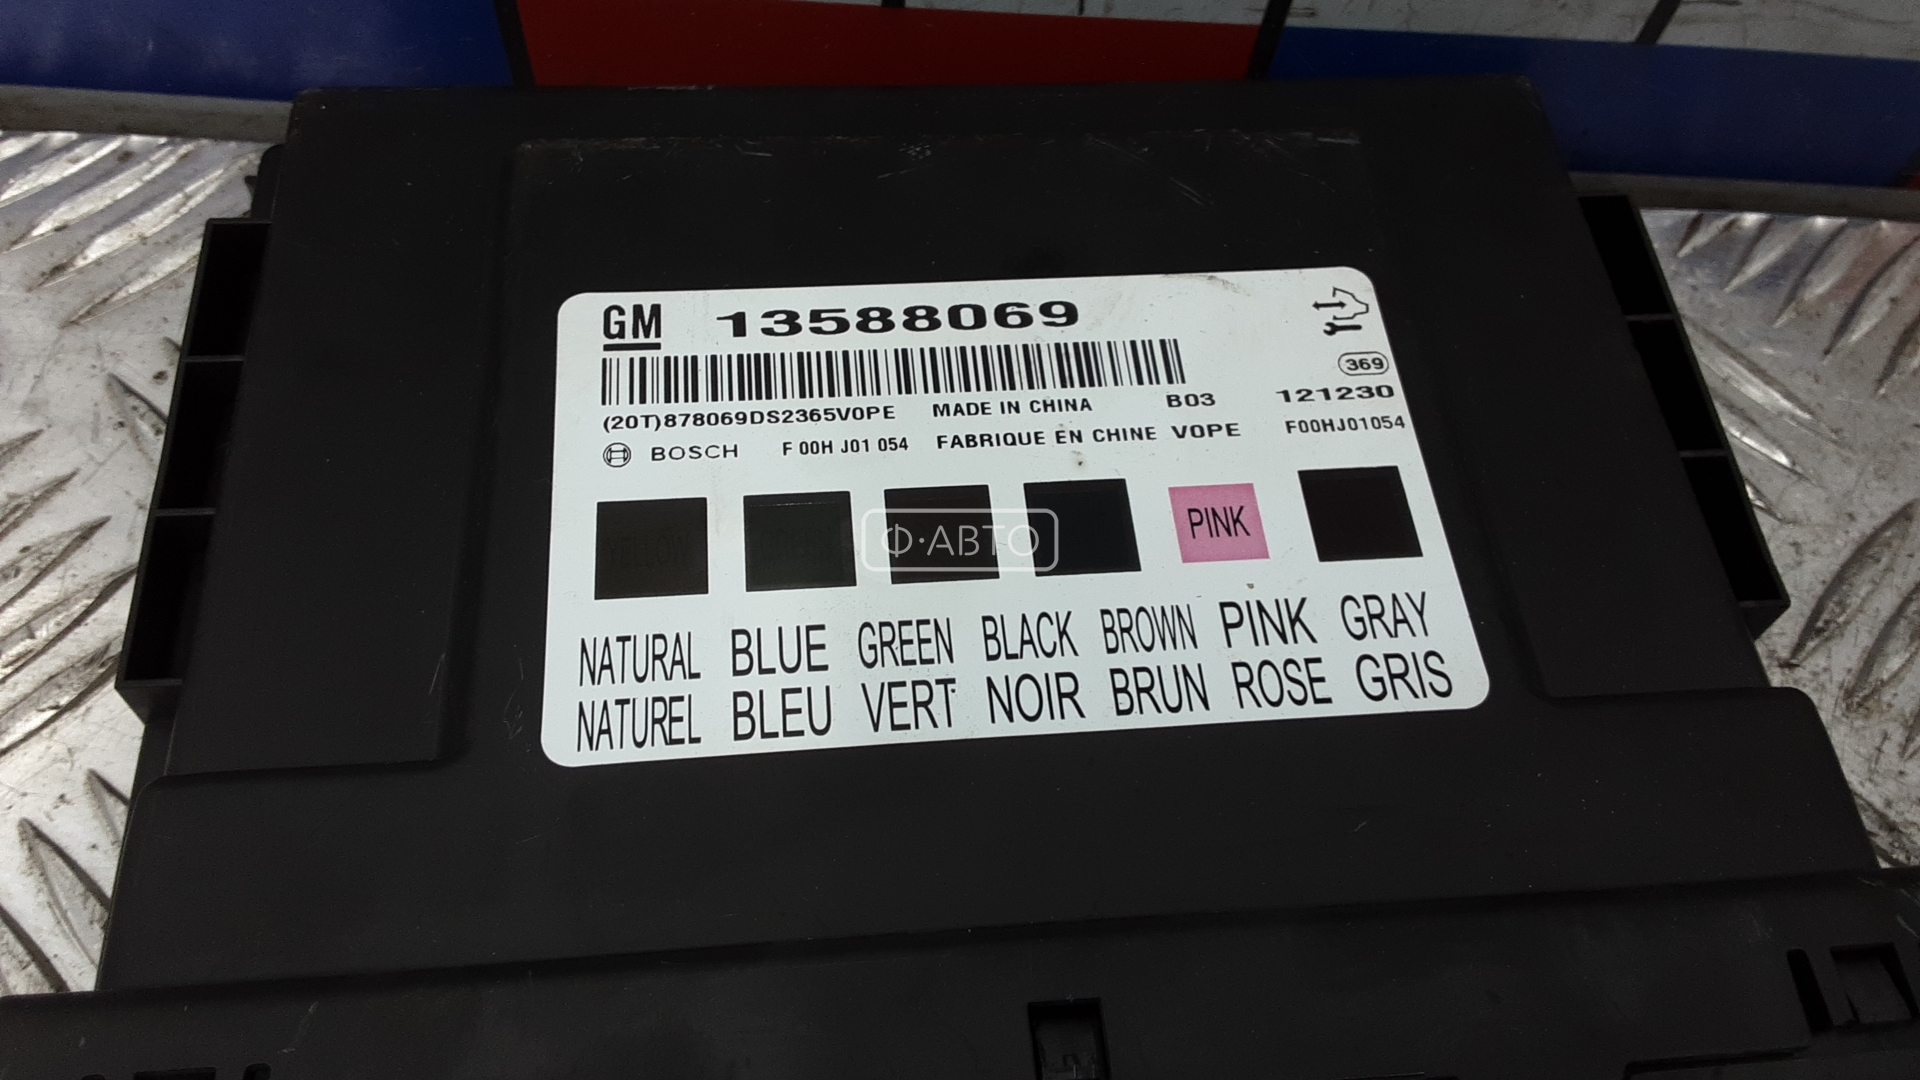 GM 13588069
369
(20T)878069DS2365V0PE MADE IN CHINA B03 121230
BOSCH F 00H J01 054 FABRIQUE EN CHINE V0PE F00HJ01054
YELLOW PINK
Ф·АВТО
NATURAL BLUE GREEN BLACK BROWN PINK GRAY
NATUREL BLEU VERT NOIR BRUN ROSE GRIS